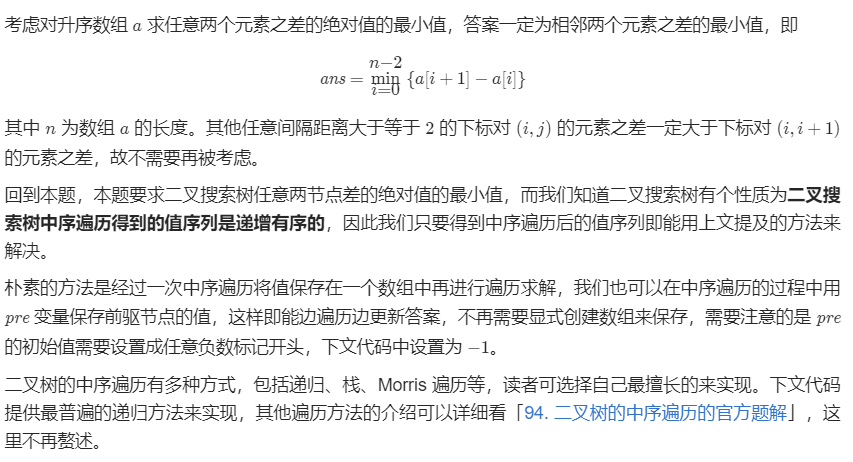 考虑对升序数组 a 求任意两个元素之差的绝对值的最小值，答案一定为相邻两个元素之差的最小值，即
n−2
ans = min {a[i + 1] − a[i]}
i=0
其中 n 为数组 a 的长度。其他任意间隔距离大于等于 2 的下标对 (i, j) 的元素之差一定大于下标对 (i, i + 1)
的元素之差，故不需要再被考虑。
回到本题，本题要求二叉搜索树任意两节点差的绝对值的最小值，而我们知道二叉搜索树有个性质为二叉搜
索树中序遍历得到的值序列是递增有序的，因此我们只要得到中序遍历后的值序列即能用上文提及的方法来
解决。
朴素的方法是经过一次中序遍历将值保存在一个数组中再进行遍历求解，我们也可以在中序遍历的过程中用
pre 变量保存前驱节点的值，这样即能边遍历边更新答案，不再需要显式创建数组来保存，需要注意的是 pre
的初始值需要设置成任意负数标记开头，下文代码中设置为 −1。
二叉树的中序遍历有多种方式，包括递归、栈、Morris 遍历等，读者可选择自己最擅长的来实现。下文代码
提供最普遍的递归方法来实现，其他遍历方法的介绍可以详细看「94. 二叉树的中序遍历的官方题解」，这
里不再赘述。